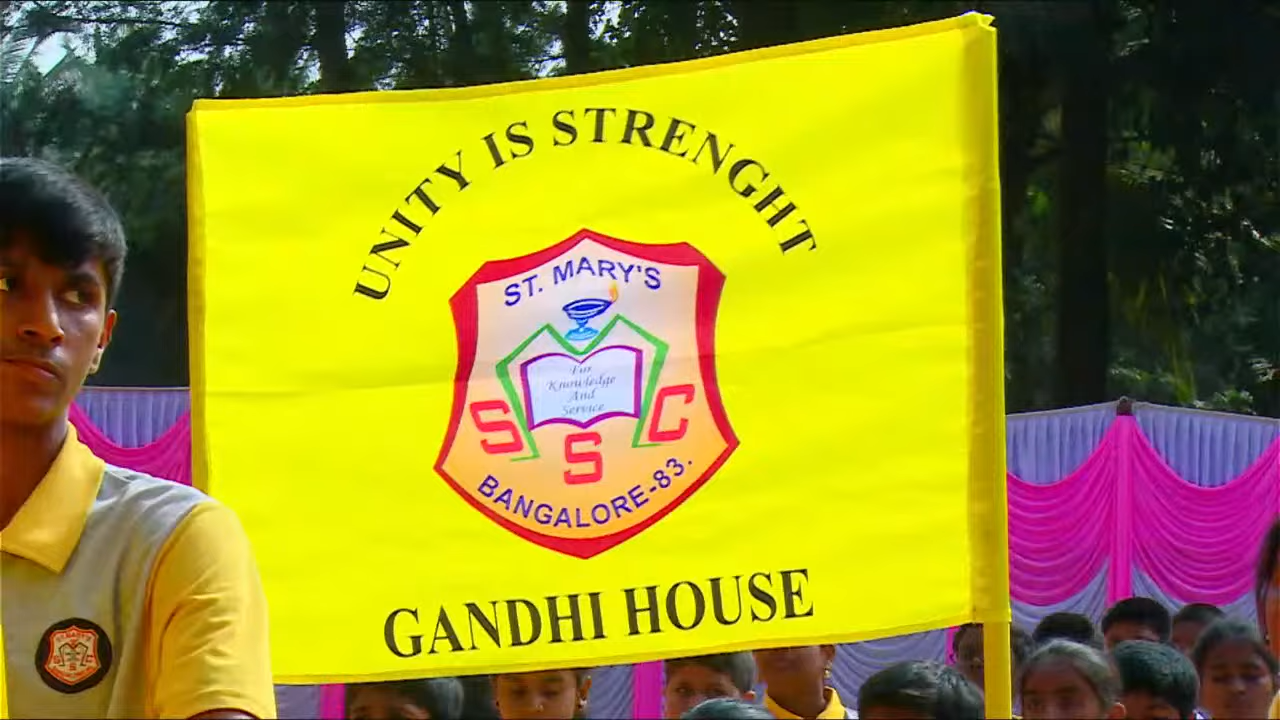 UNITY IS STRENGHT
ST. MARY'S
For
Knowledge
And
Service
S S C
BANGALORE-83.
GANDHI HOUSE
S S C